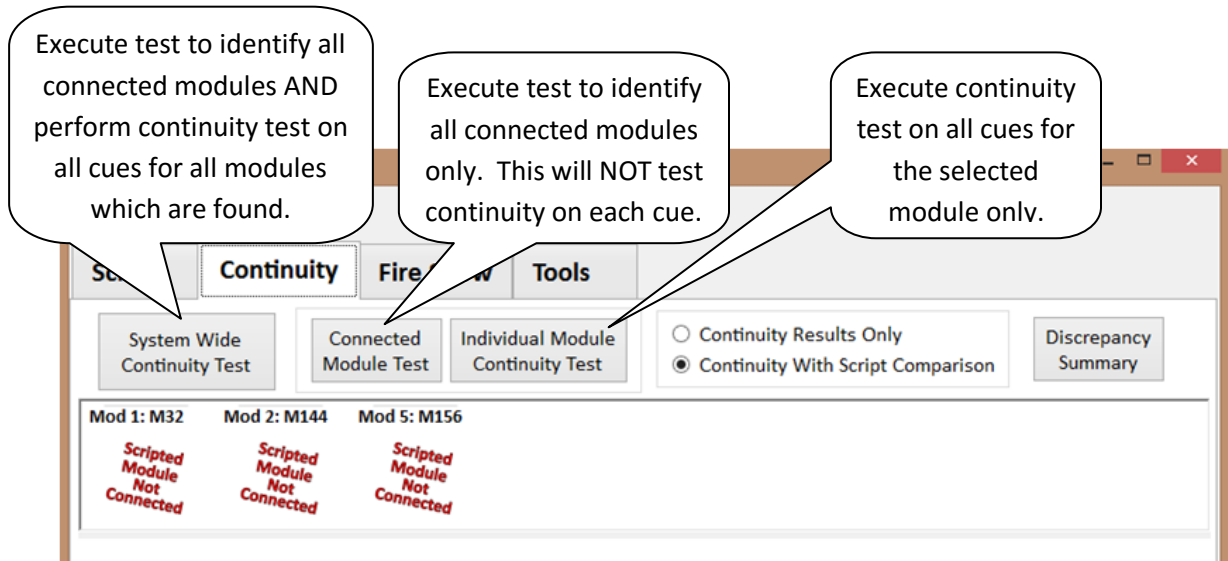 Execute test to identify all
connected modules AND
perform continuity test on
all cues for all modules
which are found.
Execute test to identify
all connected modules
only.  This will NOT test
continuity on each cue.
Execute continuity
test on all cues for
the selected
module only.
Continuity
Fire
Tools
System Wide
Continuity Test
Connected
Module Test
Individual Module
Continuity Test
Continuity Results Only
Continuity With Script Comparison
Discrepancy
Summary
Mod 1: M32
Mod 2: M144
Mod 5: M156
Scripted
Module
Not
Connected
Scripted
Module
Not
Connected
Scripted
Module
Not
Connected